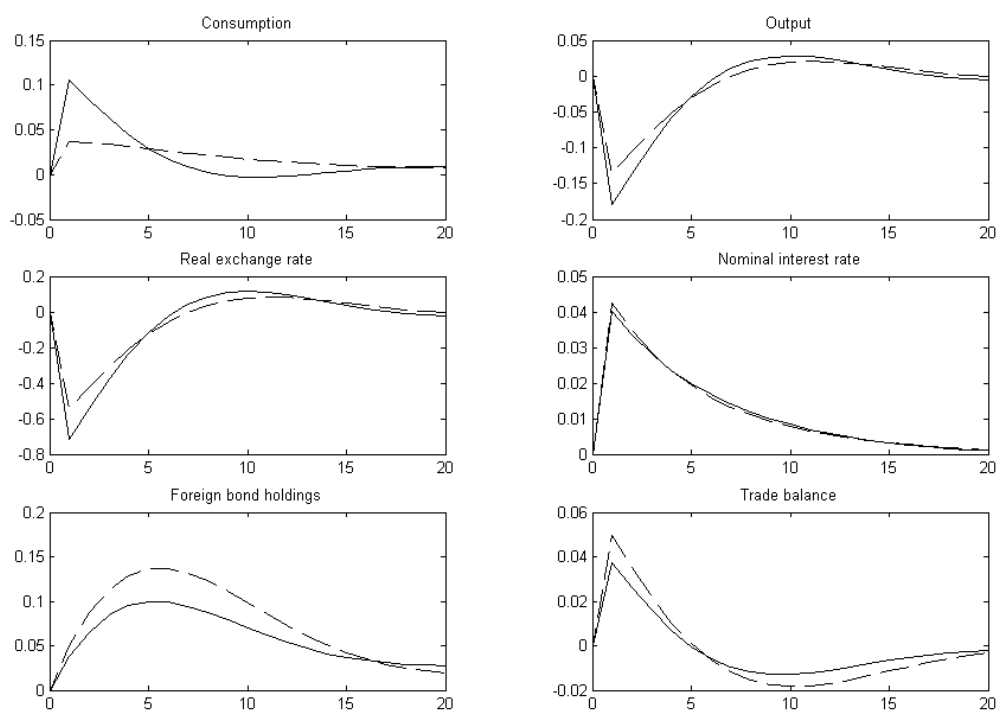 Consumption
0.15
0.1
0.05
0
-0.05
0 5 10 15 20
Output
0.05
0
-0.05
-0.1
-0.15
-0.2
0 5 10 15 20
Real exchange rate
0.2
0
-0.2
-0.4
-0.6
-0.8
0 5 10 15 20
Nominal interest rate
0.05
0.04
0.03
0.02
0.01
0
0 5 10 15 20
Foreign bond holdings
0.2
0.15
0.1
0.05
0
0 5 10 15 20
Trade balance
0.06
0.04
0.02
0
-0.02
0 5 10 15 20